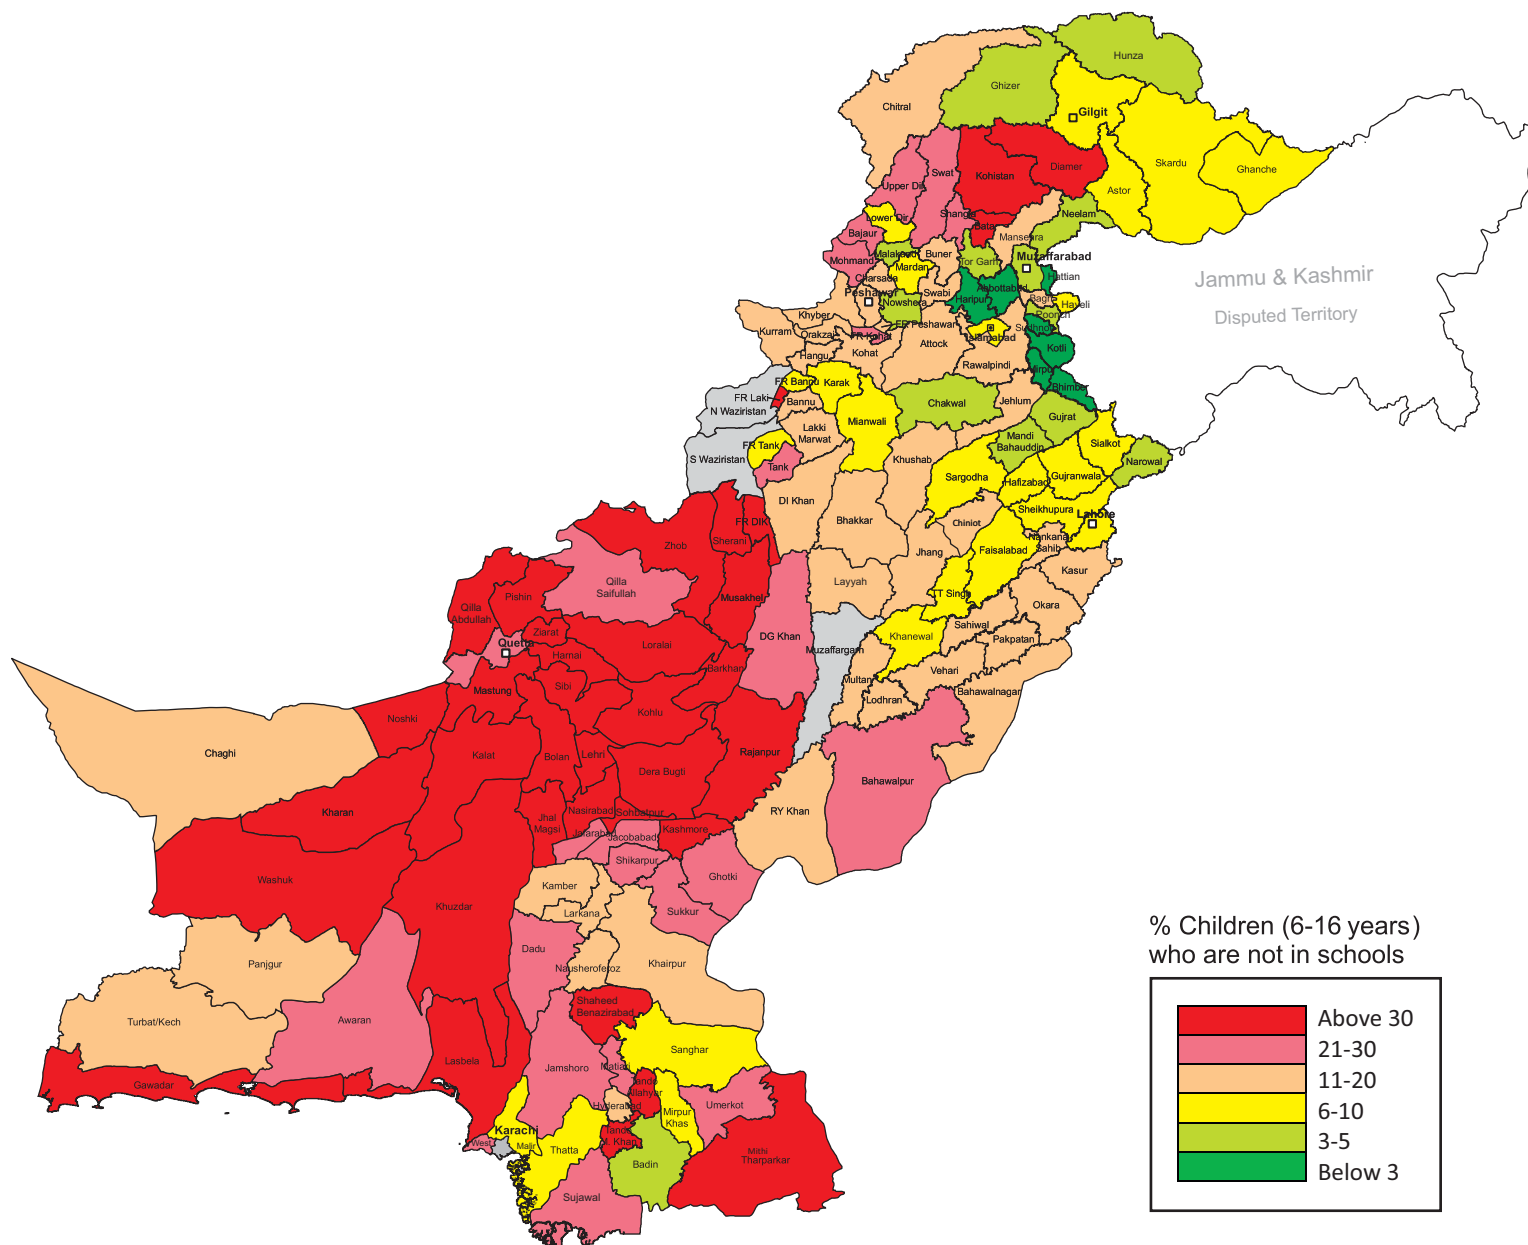 Hunza
Ghizer
Chitral
Gilgit
Skardu
Ghanche
Diamer
Kohistan
Swat
Upper Dir
Astor
Neelam
Shangla
Lower Dir
Bata
Bajaur
Mansehra
Malakand
Buner
Mohmand
Tor Garh
Muzaffarabad
Mardan
Hattian
Charsada
Abbottabad
Peshawar
Swabi
Haripur
Bagh
Haveli
Nowshera
Poonch
Khyber
FR Peshawar
Sudhnoti
Kurram
Orakzai
FR Kohat
Islamabad
Attock
Kotli
Hangu
Kohat
Rawalpindi
Mirpur
FR Bannu
Karak
Bhimber
FR Laki
Bannu
Chakwal
Jehlum
N Waziristan
Mianwali
Gujrat
Lakki
Marwat
Mandi
Bahauddin
Sialkot
FR Tank
S Waziristan
Khushab
Narowal
Tank
Sargodha
Hafizabad
Gujranwala
DI Khan
Sheikhupura
Lahore
FR DIK
Bhakkar
Chiniot
Nankana
Sahib
Sherani
Zhob
Jhang
Faisalabad
Kasur
Qilla
Saifullah
Layyah
TT Singh
Musakhel
Pishin
Okara
Qilla
Abdullah
Sahiwal
Ziarat
DG Khan
Khanewal
Pakpatan
Quetta
Loralai
Muzaffargarh
Harnai
Barkhan
Vehari
Multan
Sibi
Mastung
Bahawalnagar
Lodhran
Kohlu
Noshki
Chaghi
Kalat
Bolan
Lehri
Rajanpur
Dera Bugti
Bahawalpur
Kharan
Nasirabad
Sohbatpur
RY Khan
Jhal
Magsi
Jafarabad
Jacobabad
Kashmore
Shikarpur
Ghotki
Washuk
Kamber
Khuzdar
Larkana
Sukkur
Dadu
Panjgur
Nausheroferoz
Khairpur
Shaheed
Benazirabad
Turbat/Kech
Awaran
Sanghar
Lasbela
Jamshoro
Matiari
Gawadar
Tando
Allahyar
Hyderabad
Umerkot
Mirpur
Khas
Karachi
Tando
M. Khan
West
Malir
Thatta
Mithi
Tharparkar
Badin
Sujawal
Jammu & Kashmir
Disputed Territory
% Children (6-16 years)
who are not in schools
Above 30
21-30
11-20
6-10
3-5
Below 3